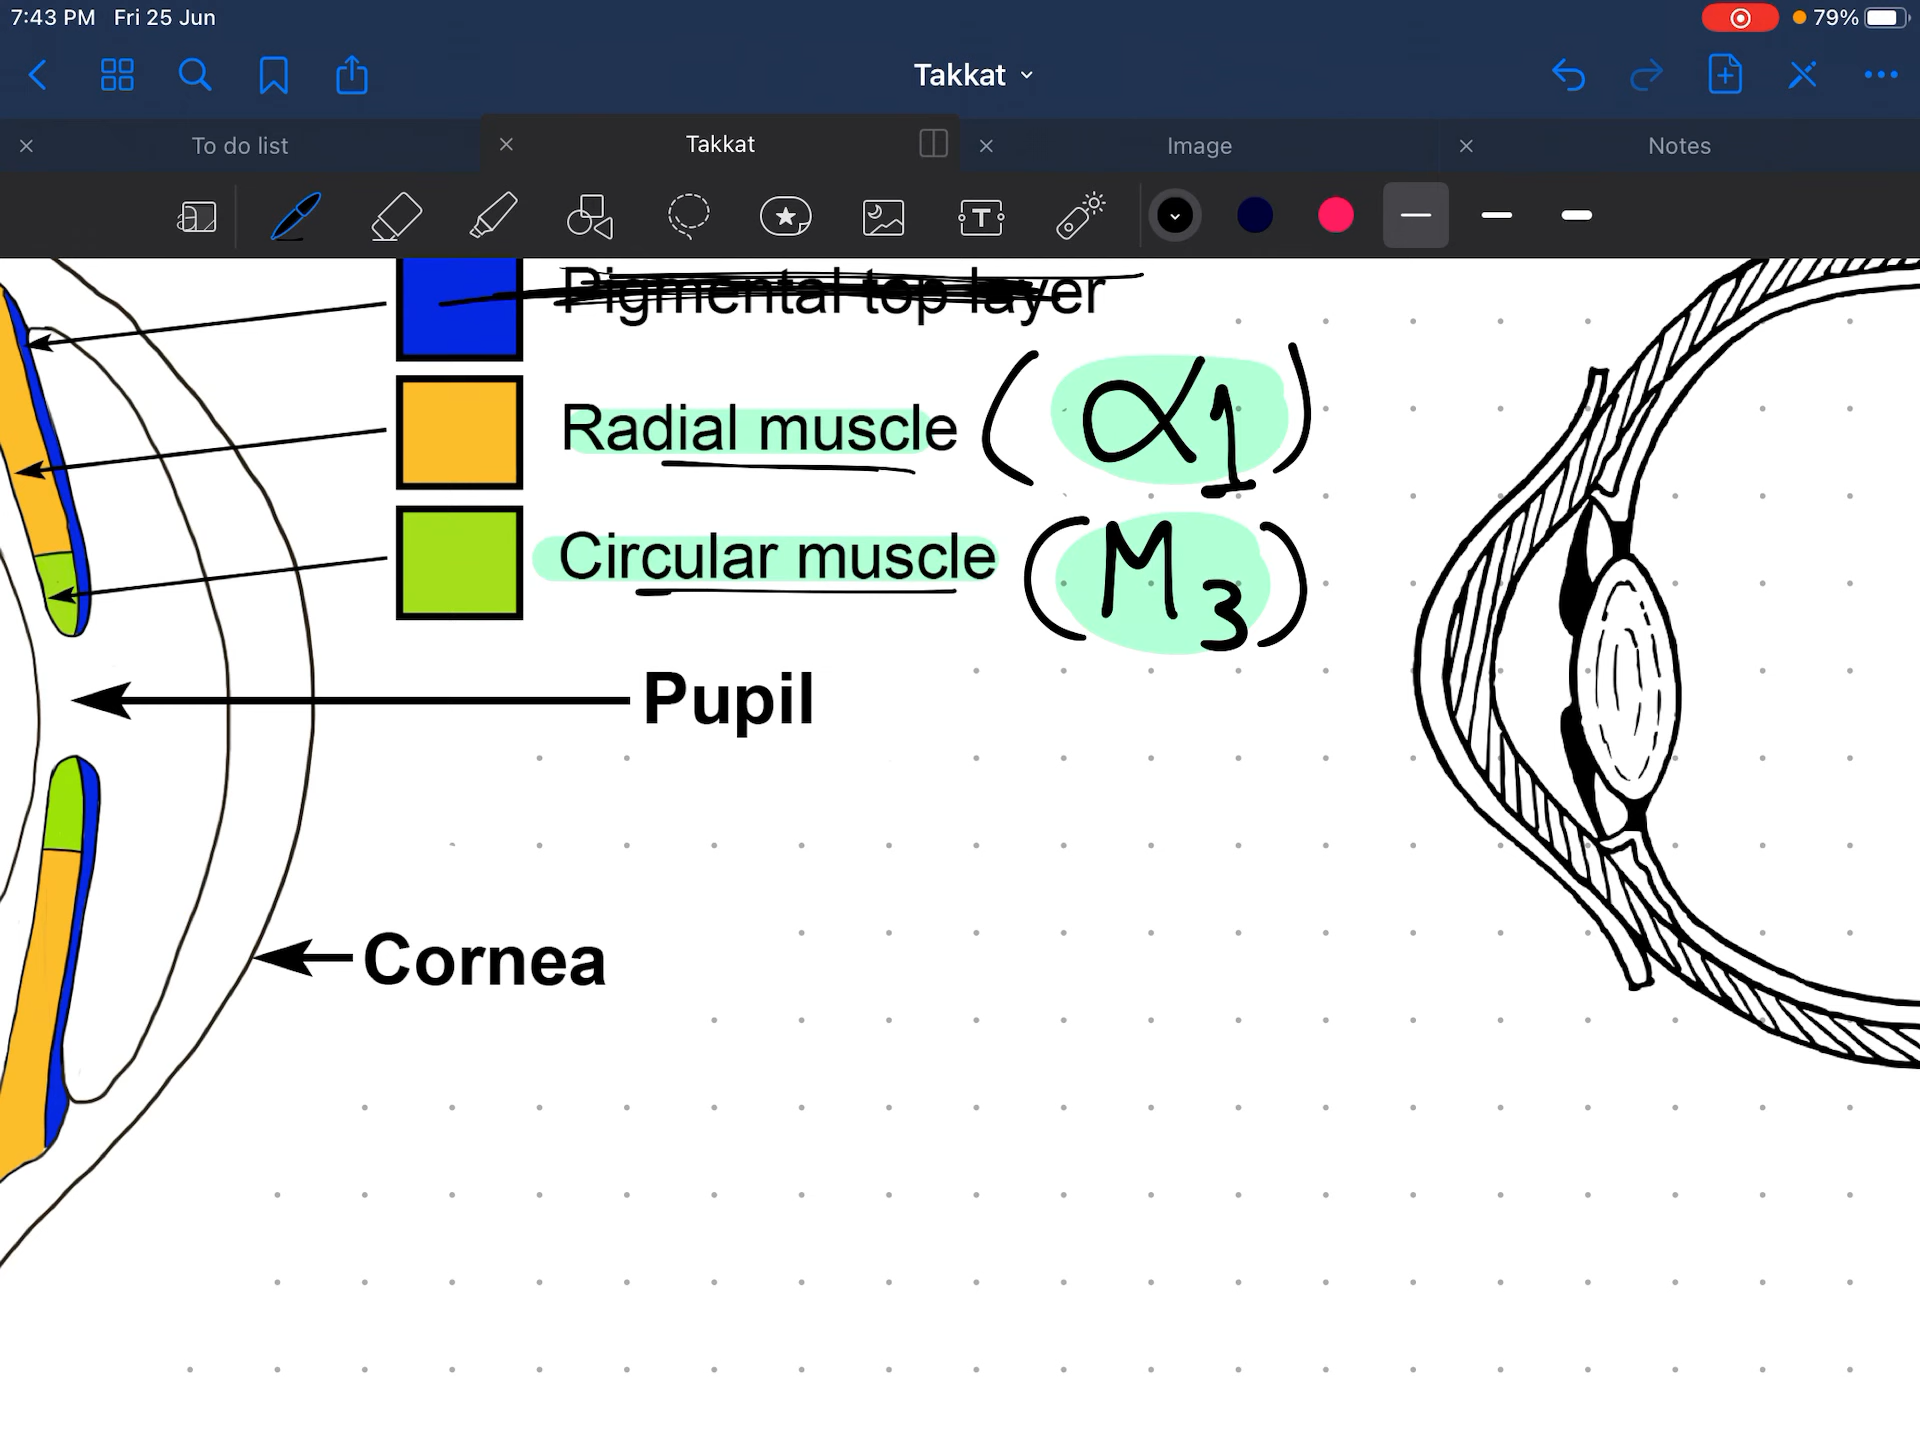 7:43 PM Fri 25 Jun 79%
Takkat
To do list Takkat Image Notes
Pigmental top layer
Radial muscle (α1)
Circular muscle (M3)
Pupil
Cornea